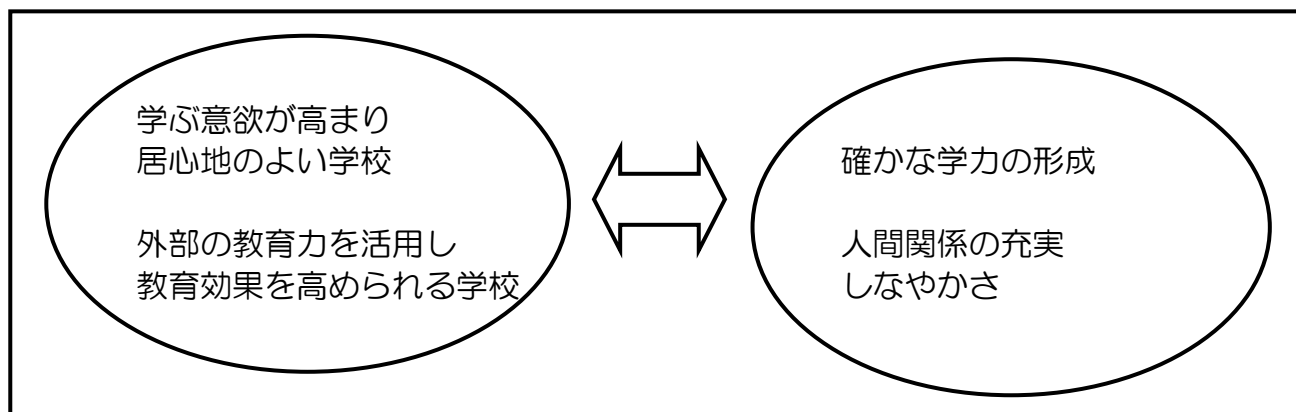 学ぶ意欲が高まり
居心地のよい学校
外部の教育力を活用し
教育効果を高められる学校
確かな学力の形成
人間関係の充実
しなやかさ